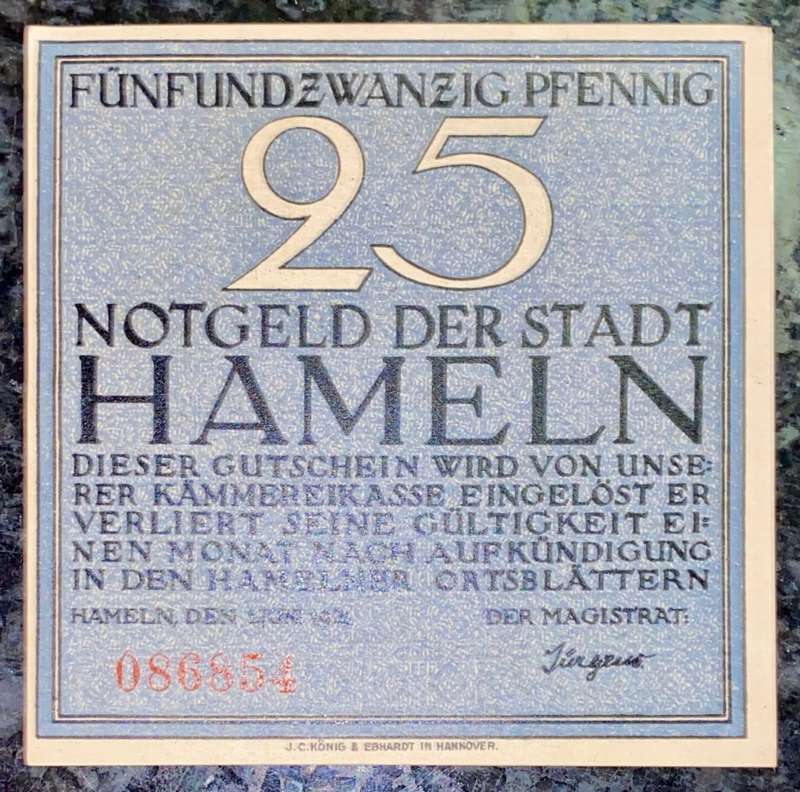 FÜNFUNDZWANZIG PFENNIG
25
NOTGELD DER STADT
HAMELN
DIESER GUTSCHEIN WIRD VON UNSE:
RER KÄMMEREIKASSE EINGELÖST ER
VERLIERT SEINE GÜLTIGKEIT EI:
NEN MONAT NACH AUFKÜNDIGUNG
IN DEN HAMELNER ORTSBLÄTTERN
HAMELN, DEN DER MAGISTRAT:
086854 Jürgens.
J.C.KÖNIG & EBHARDT IN HANNOVER.